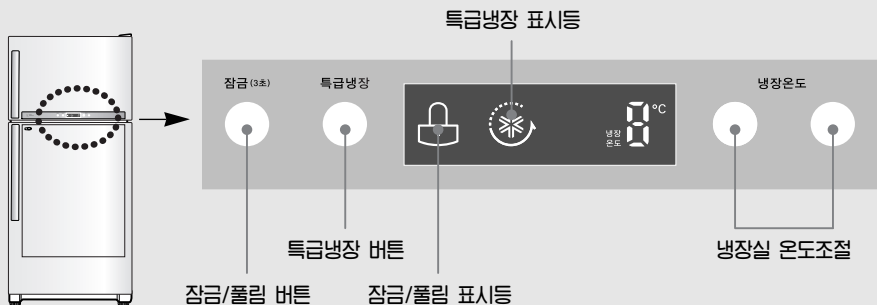 특급냉장 표시등
잠금(3초) 특급냉장 냉장온도
°C
냉장
온도 8
특급냉장 버튼 냉장실 온도조절
잠금/풀림 버튼 잠금/풀림 표시등